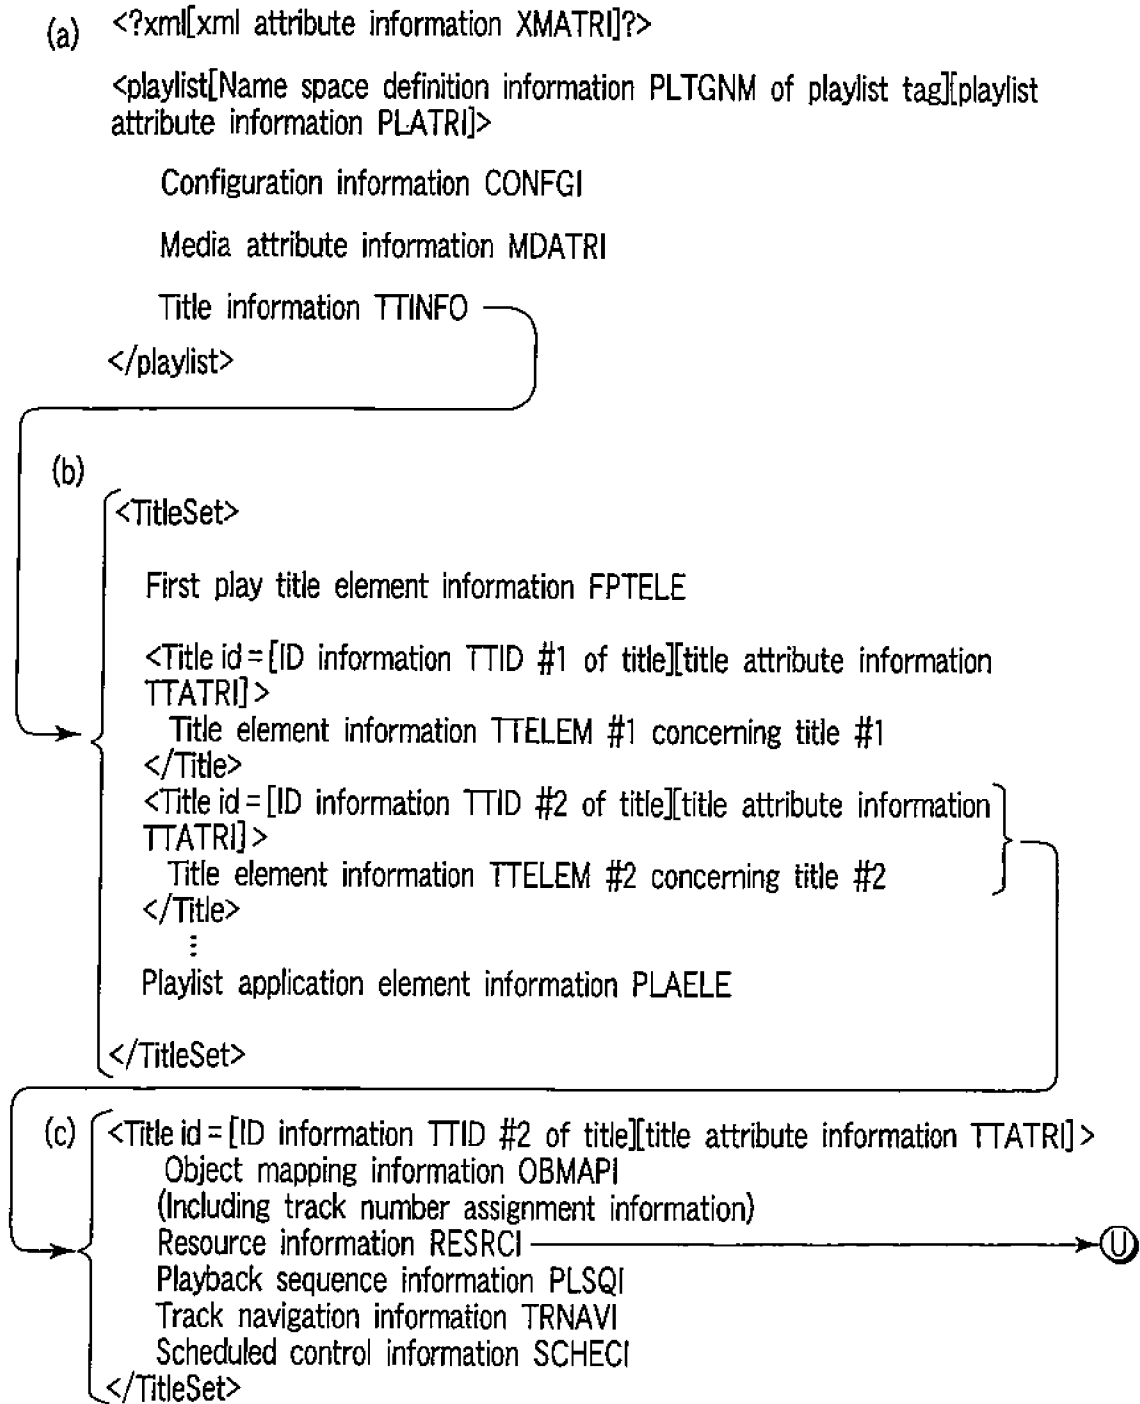 (a) <?xml[xml attribute information XMATRI]?>
<playlist[Name space definition information PLTGNM of playlist tag][playlist
attribute information PLATRI]>
Configuration information CONFGI
Media attribute information MDATRI
Title information TTINFO
</playlist>
(b)
<TitleSet>
First play title element information FPTELE
<Title id=[ID information TTID #1 of title][title attribute information
TTATRI]>
Title element information TTELEM #1 concerning title #1
</Title>
<Title id=[ID information TTID #2 of title][title attribute information
TTATRI]>
Title element information TTELEM #2 concerning title #2
</Title>
⋮
Playlist application element information PLAELE
</TitleSet>
(c) <Title id=[ID information TTID #2 of title][title attribute information TTATRI]>
Object mapping information OBMAPI
(Including track number assignment information)
Resource information RESRCI U
Playback sequence information PLSQI
Track navigation information TRNAVI
Scheduled control information SCHECI
</TitleSet>